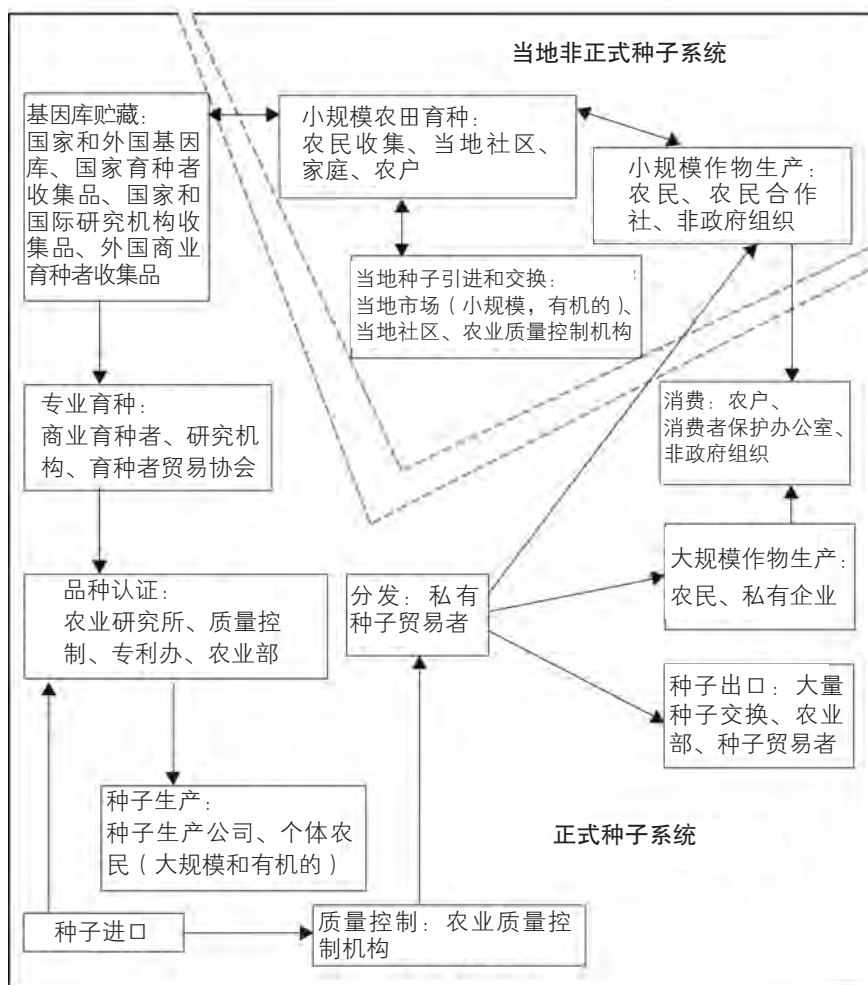 当地非正式种子系统
基因库贮藏：
国家和外国基因
库、国家育种者
收集品、国家和
国际研究机构收
集品、外国商业
育种者收集品
小规模农田育种：
农民收集、当地社区、
家庭、农户
小规模作物生产：
农民、农民合作
社、非政府组织
当地种子引进和交换：
当地市场（小规模，有机的）、
当地社区、农业质量控制机构
专业育种：
商业育种者、研究机
构、育种者贸易协会
消费：农户、
消费者保护办公室、
非政府组织
品种认证：
农业研究所、质量控
制、专利办、农业部
分发：私有
种子贸易者
大规模作物生产：
农民、私有企业
种子出口：大量
种子交换、农业
部、种子贸易者
种子生产：
种子生产公司、个体农
民（大规模和有机的）
正式种子系统
种子进口
质量控制：农业质量控
制机构